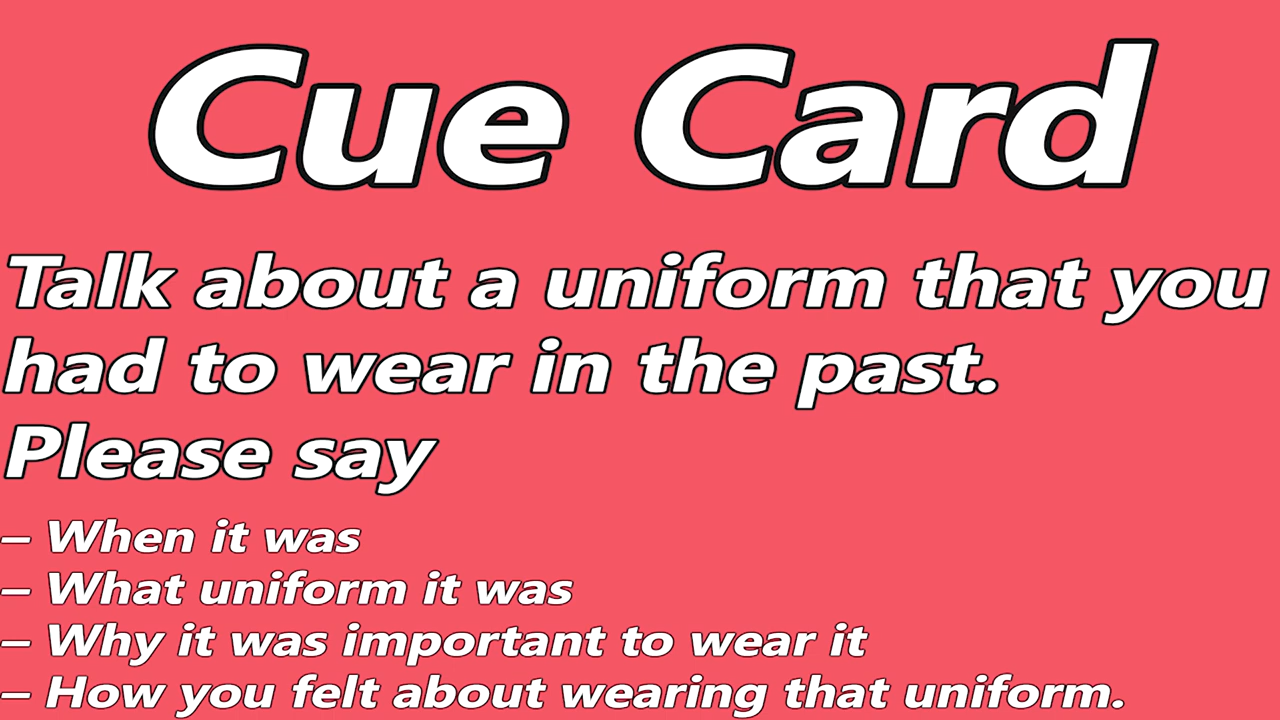 Cue Card
Talk about a uniform that you
had to wear in the past.
Please say
– When it was
– What uniform it was
– Why it was important to wear it
– How you felt about wearing that uniform.